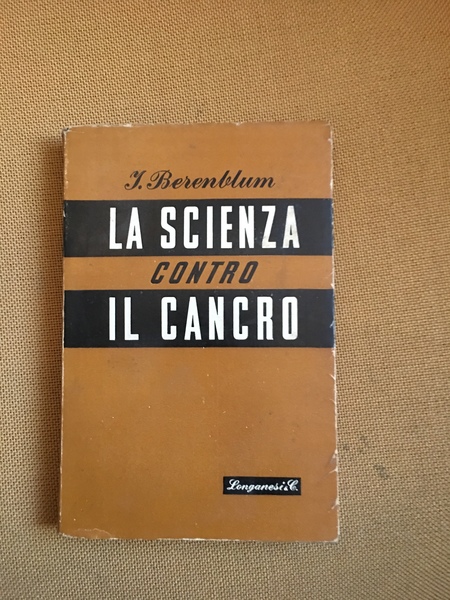 I. Berenblum
LA SCIENZA
CONTRO
IL CANCRO
Longanesi & C.